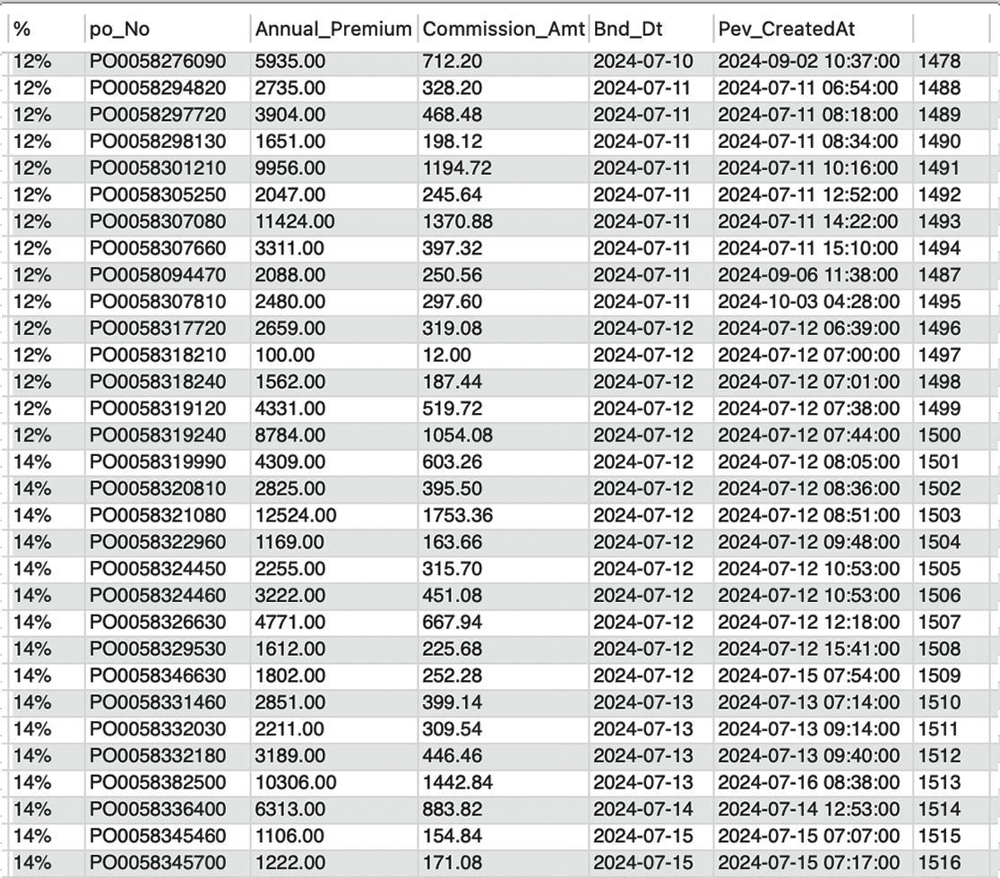 % po_No Annual_Premium Commission_Amt Bnd_Dt Pev_CreatedAt
12% PO0058276090 5935.00 712.20 2024-07-10 2024-09-02 10:37:00 1478
12% PO0058294820 2735.00 328.20 2024-07-11 2024-07-11 06:54:00 1488
12% PO0058297720 3904.00 468.48 2024-07-11 2024-07-11 08:18:00 1489
12% PO0058298130 1651.00 198.12 2024-07-11 2024-07-11 08:34:00 1490
12% PO0058301210 9956.00 1194.72 2024-07-11 2024-07-11 10:16:00 1491
12% PO0058305250 2047.00 245.64 2024-07-11 2024-07-11 12:52:00 1492
12% PO0058307080 11424.00 1370.88 2024-07-11 2024-07-11 14:22:00 1493
12% PO0058307660 3311.00 397.32 2024-07-11 2024-07-11 15:10:00 1494
12% PO0058094470 2088.00 250.56 2024-07-11 2024-09-06 11:38:00 1487
12% PO0058307810 2480.00 297.60 2024-07-11 2024-10-03 04:28:00 1495
12% PO0058317720 2659.00 319.08 2024-07-12 2024-07-12 06:39:00 1496
12% PO0058318210 100.00 12.00 2024-07-12 2024-07-12 07:00:00 1497
12% PO0058318240 1562.00 187.44 2024-07-12 2024-07-12 07:01:00 1498
12% PO0058319120 4331.00 519.72 2024-07-12 2024-07-12 07:38:00 1499
12% PO0058319240 8784.00 1054.08 2024-07-12 2024-07-12 07:44:00 1500
14% PO0058319990 4309.00 603.26 2024-07-12 2024-07-12 08:05:00 1501
14% PO0058320810 2825.00 395.50 2024-07-12 2024-07-12 08:36:00 1502
14% PO0058321080 12524.00 1753.36 2024-07-12 2024-07-12 08:51:00 1503
14% PO0058322960 1169.00 163.66 2024-07-12 2024-07-12 09:48:00 1504
14% PO0058324450 2255.00 315.70 2024-07-12 2024-07-12 10:53:00 1505
14% PO0058324460 3222.00 451.08 2024-07-12 2024-07-12 10:53:00 1506
14% PO0058326630 4771.00 667.94 2024-07-12 2024-07-12 12:18:00 1507
14% PO0058329530 1612.00 225.68 2024-07-12 2024-07-12 15:41:00 1508
14% PO0058346630 1802.00 252.28 2024-07-12 2024-07-15 07:54:00 1509
14% PO0058331460 2851.00 399.14 2024-07-13 2024-07-13 07:14:00 1510
14% PO0058332030 2211.00 309.54 2024-07-13 2024-07-13 09:14:00 1511
14% PO0058332180 3189.00 446.46 2024-07-13 2024-07-13 09:40:00 1512
14% PO0058382500 10306.00 1442.84 2024-07-13 2024-07-16 08:38:00 1513
14% PO0058336400 6313.00 883.82 2024-07-14 2024-07-14 12:53:00 1514
14% PO0058345460 1106.00 154.84 2024-07-15 2024-07-15 07:07:00 1515
14% PO0058345700 1222.00 171.08 2024-07-15 2024-07-15 07:17:00 1516